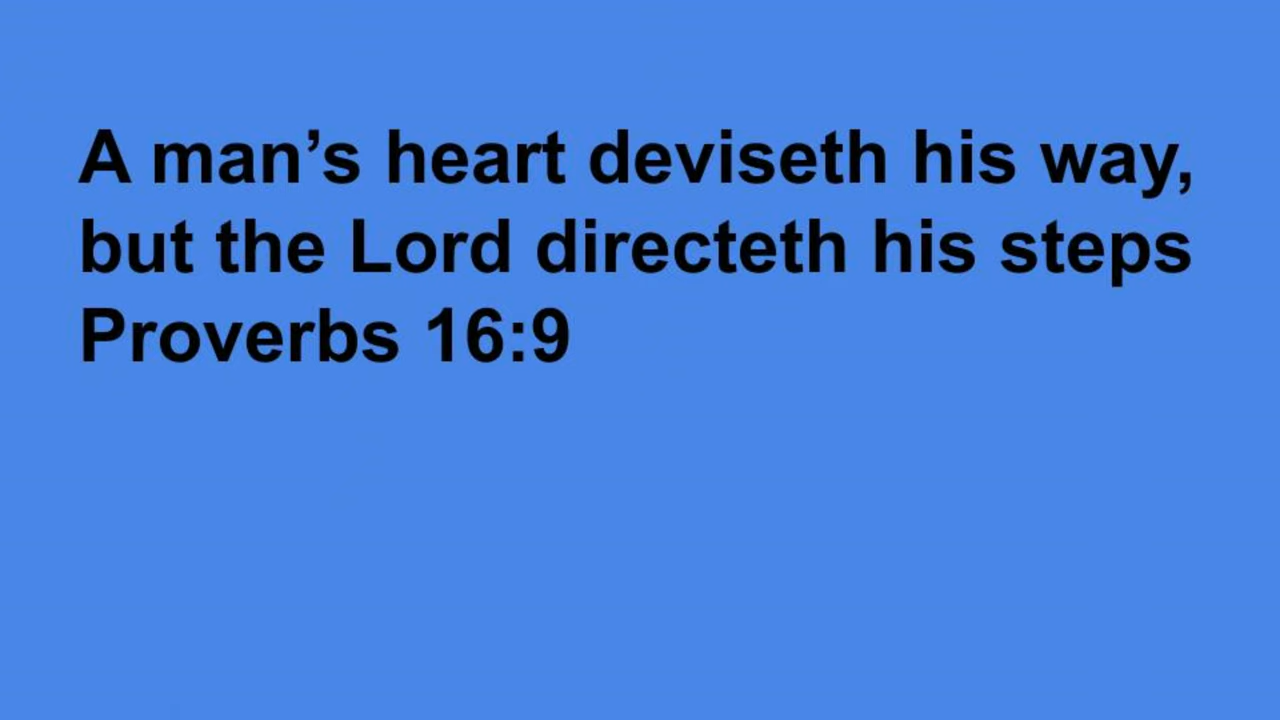 A man’s heart deviseth his way,
but the Lord directeth his steps
Proverbs 16:9